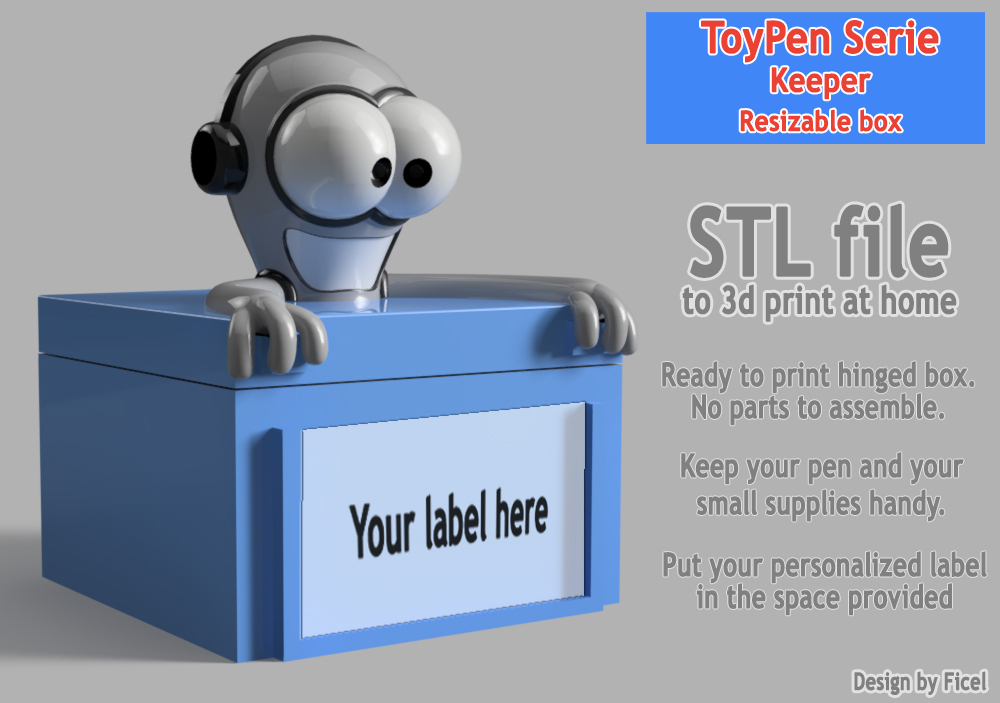 ToyPen Serie
Keeper
Resizable box
STL file
to 3d print at home
Ready to print hinged box.
No parts to assemble.
Keep your pen and your
small supplies handy.
Put your personalized label
in the space provided
Your label here
Design by Ficel